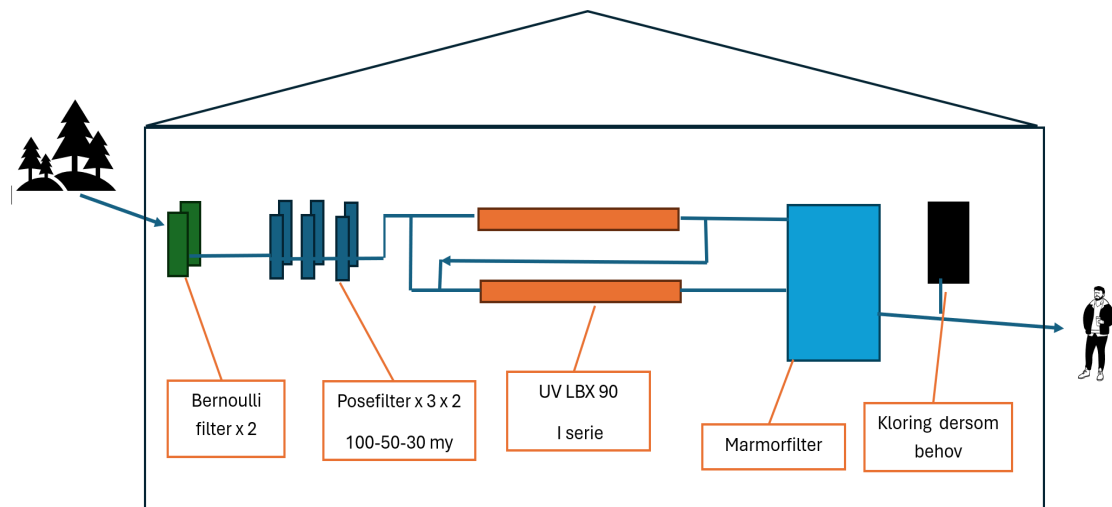 Bernoulli
filter x 2
Posefilter x 3 x 2
100-50-30 my
UV LBX 90
I serie
Marmorfilter
Kloring dersom
behov